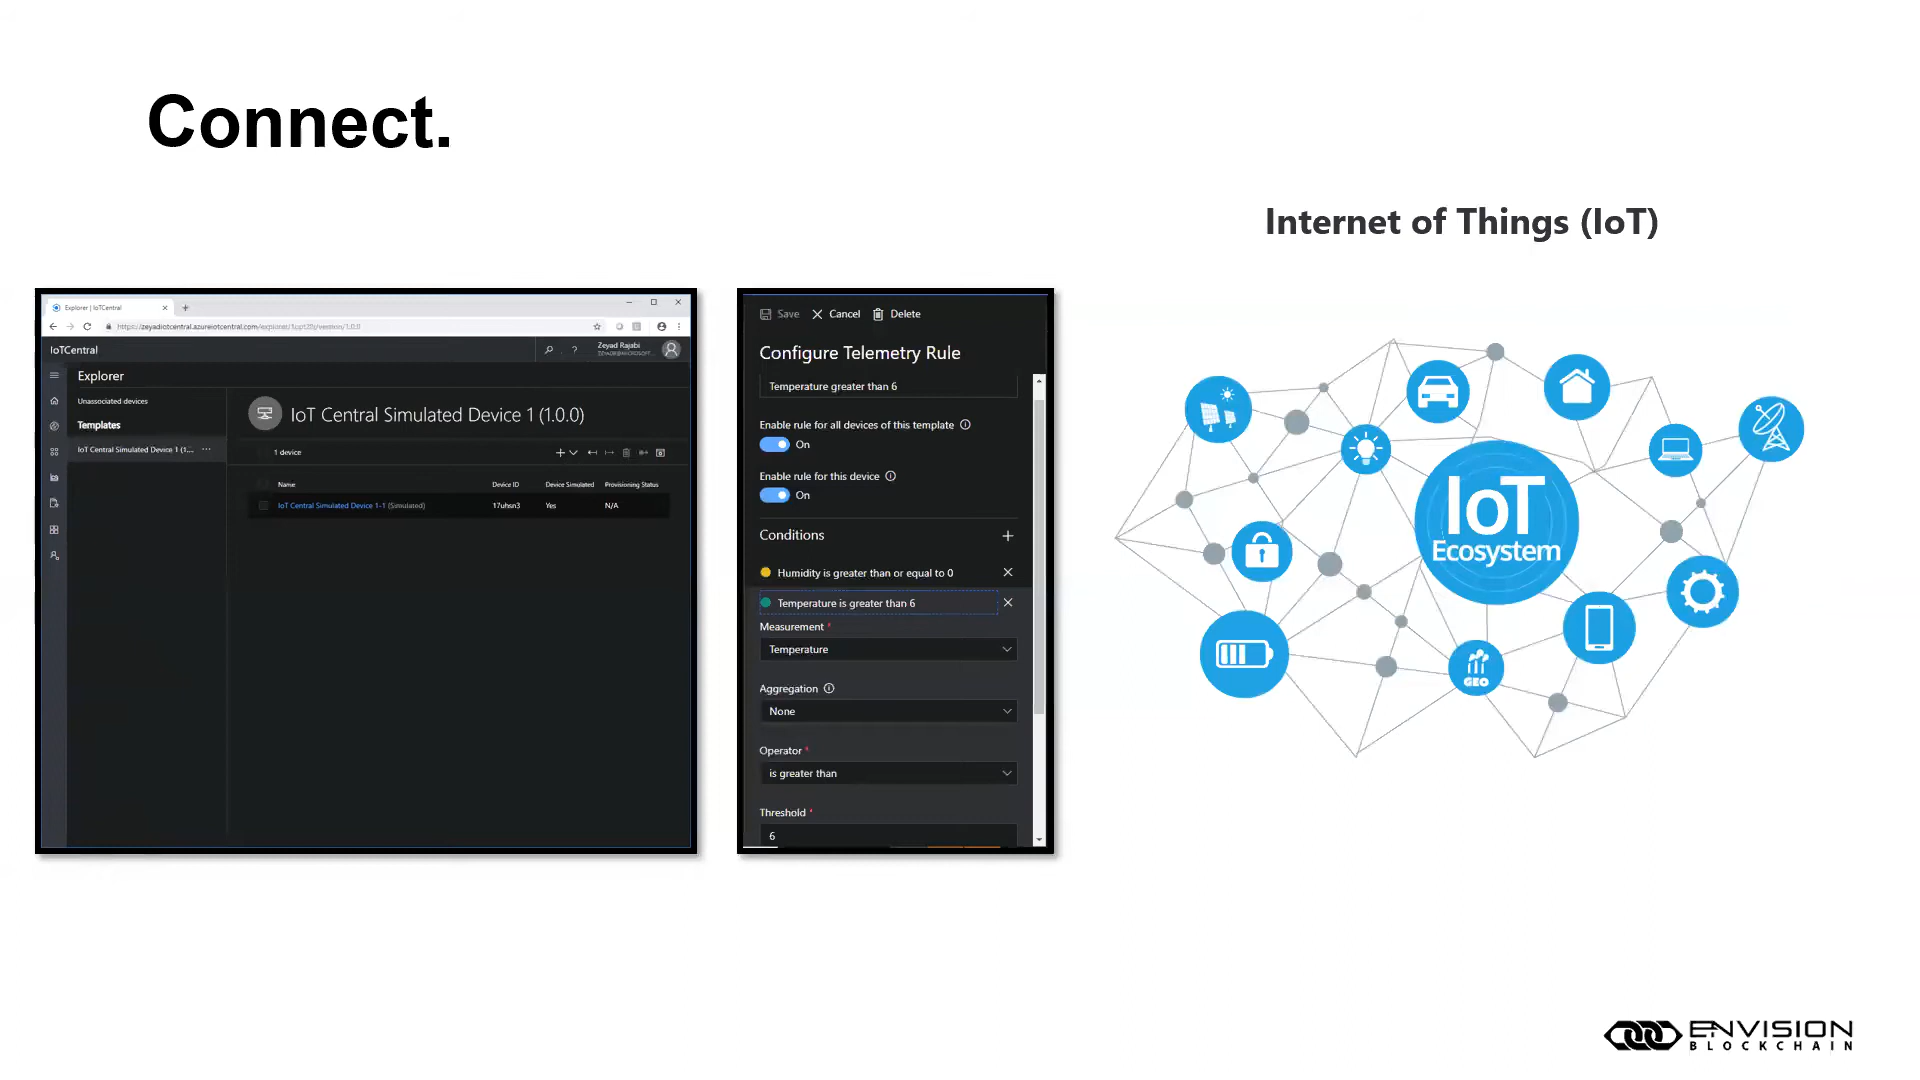 Connect.
Internet of Things (IoT)
Explorer | IoTCentral
IoTCentral
Zeyad Rajabi
Explorer
Unassociated devices
Templates
IoT Central Simulated Device 1 (1... ...
IoT Central Simulated Device 1 (1.0.0)
1 device
Name Device ID Device Simulated Provisioning Status
IoT Central Simulated Device 1-1 (Simulated) 17uhsn3 Yes N/A
Save Cancel Delete
Configure Telemetry Rule
Temperature greater than 6
Enable rule for all devices of this template
On
Enable rule for this device
On
Conditions
Humidity is greater than or equal to 0
Temperature is greater than 6
Measurement *
Temperature
Aggregation
None
Operator *
is greater than
Threshold *
6
IoT
Ecosystem
GEO
ENVISION
BLOCKCHAIN